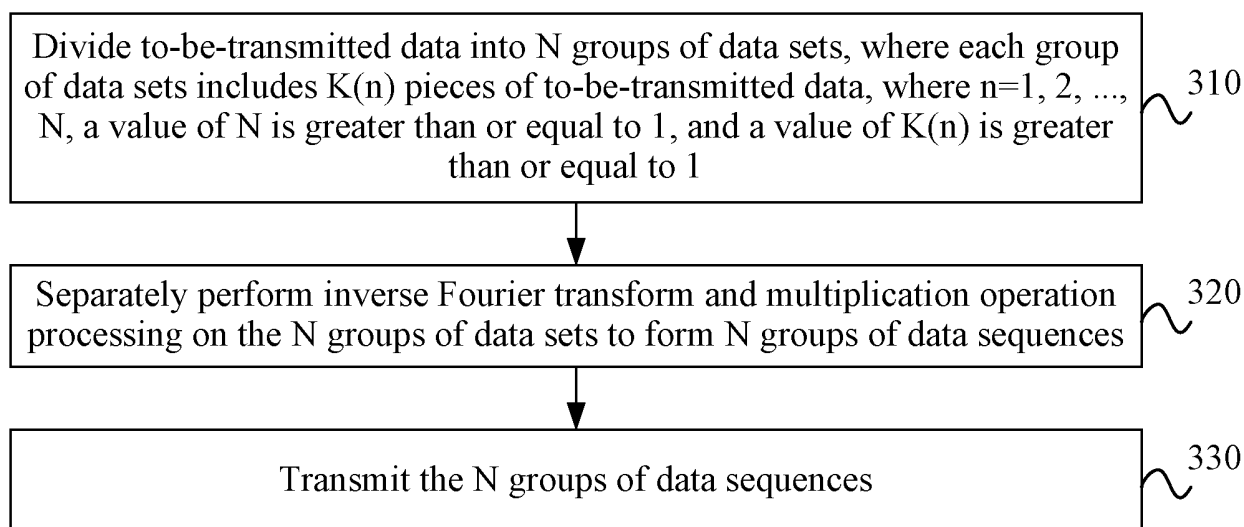 Divide to-be-transmitted data into N groups of data sets, where each group
of data sets includes K(n) pieces of to-be-transmitted data, where n=1, 2, ...,
N, a value of N is greater than or equal to 1, and a value of K(n) is greater
than or equal to 1
310
Separately perform inverse Fourier transform and multiplication operation
processing on the N groups of data sets to form N groups of data sequences
320
Transmit the N groups of data sequences
330